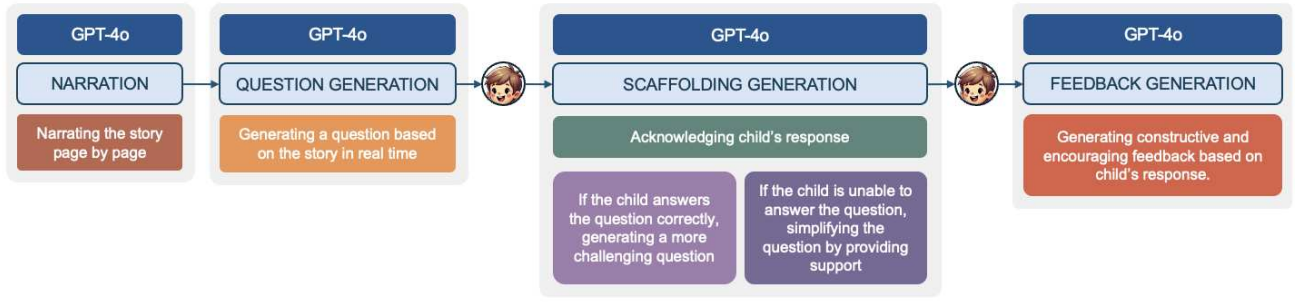 GPT-4o
NARRATION
Narrating the story
page by page
GPT-4o
QUESTION GENERATION
Generating a question based
on the story in real time
GPT-4o
SCAFFOLDING GENERATION
Acknowledging child's response
If the child answers
the question correctly,
generating a more
challenging question
If the child is unable to
answer the question,
simplifying the
question by providing
support
GPT-4o
FEEDBACK GENERATION
Generating constructive and
encouraging feedback based on
child's response.